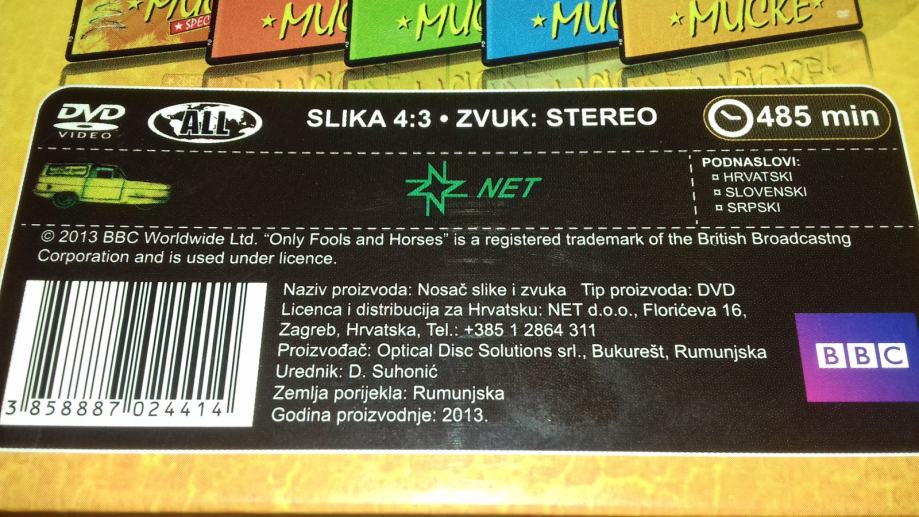 MUCKE
SPEC
MUC
MUC
MUC
MUCKE
DVD
VIDEO
ALL
SLIKA 4:3 • ZVUK: STEREO
485 min
NET
PODNASLOVI:
¤ HRVATSKI
¤ SLOVENSKI
¤ SRPSKI
© 2013 BBC Worldwide Ltd. “Only Fools and Horses” is a registered trademark of the British Broadcastng
Corporation and is used under licence.
Naziv proizvoda: Nosač slike i zvuka Tip proizvoda: DVD
Licenca i distribucija za Hrvatsku: NET d.o.o., Florićeva 16,
Zagreb, Hrvatska, Tel.: +385 1 2864 311
Proizvođač: Optical Disc Solutions srl., Bukurešt, Rumunjska
Urednik: D. Suhonić
Zemlja porijekla: Rumunjska
Godina proizvodnje: 2013.
3 858887 024414
BBC